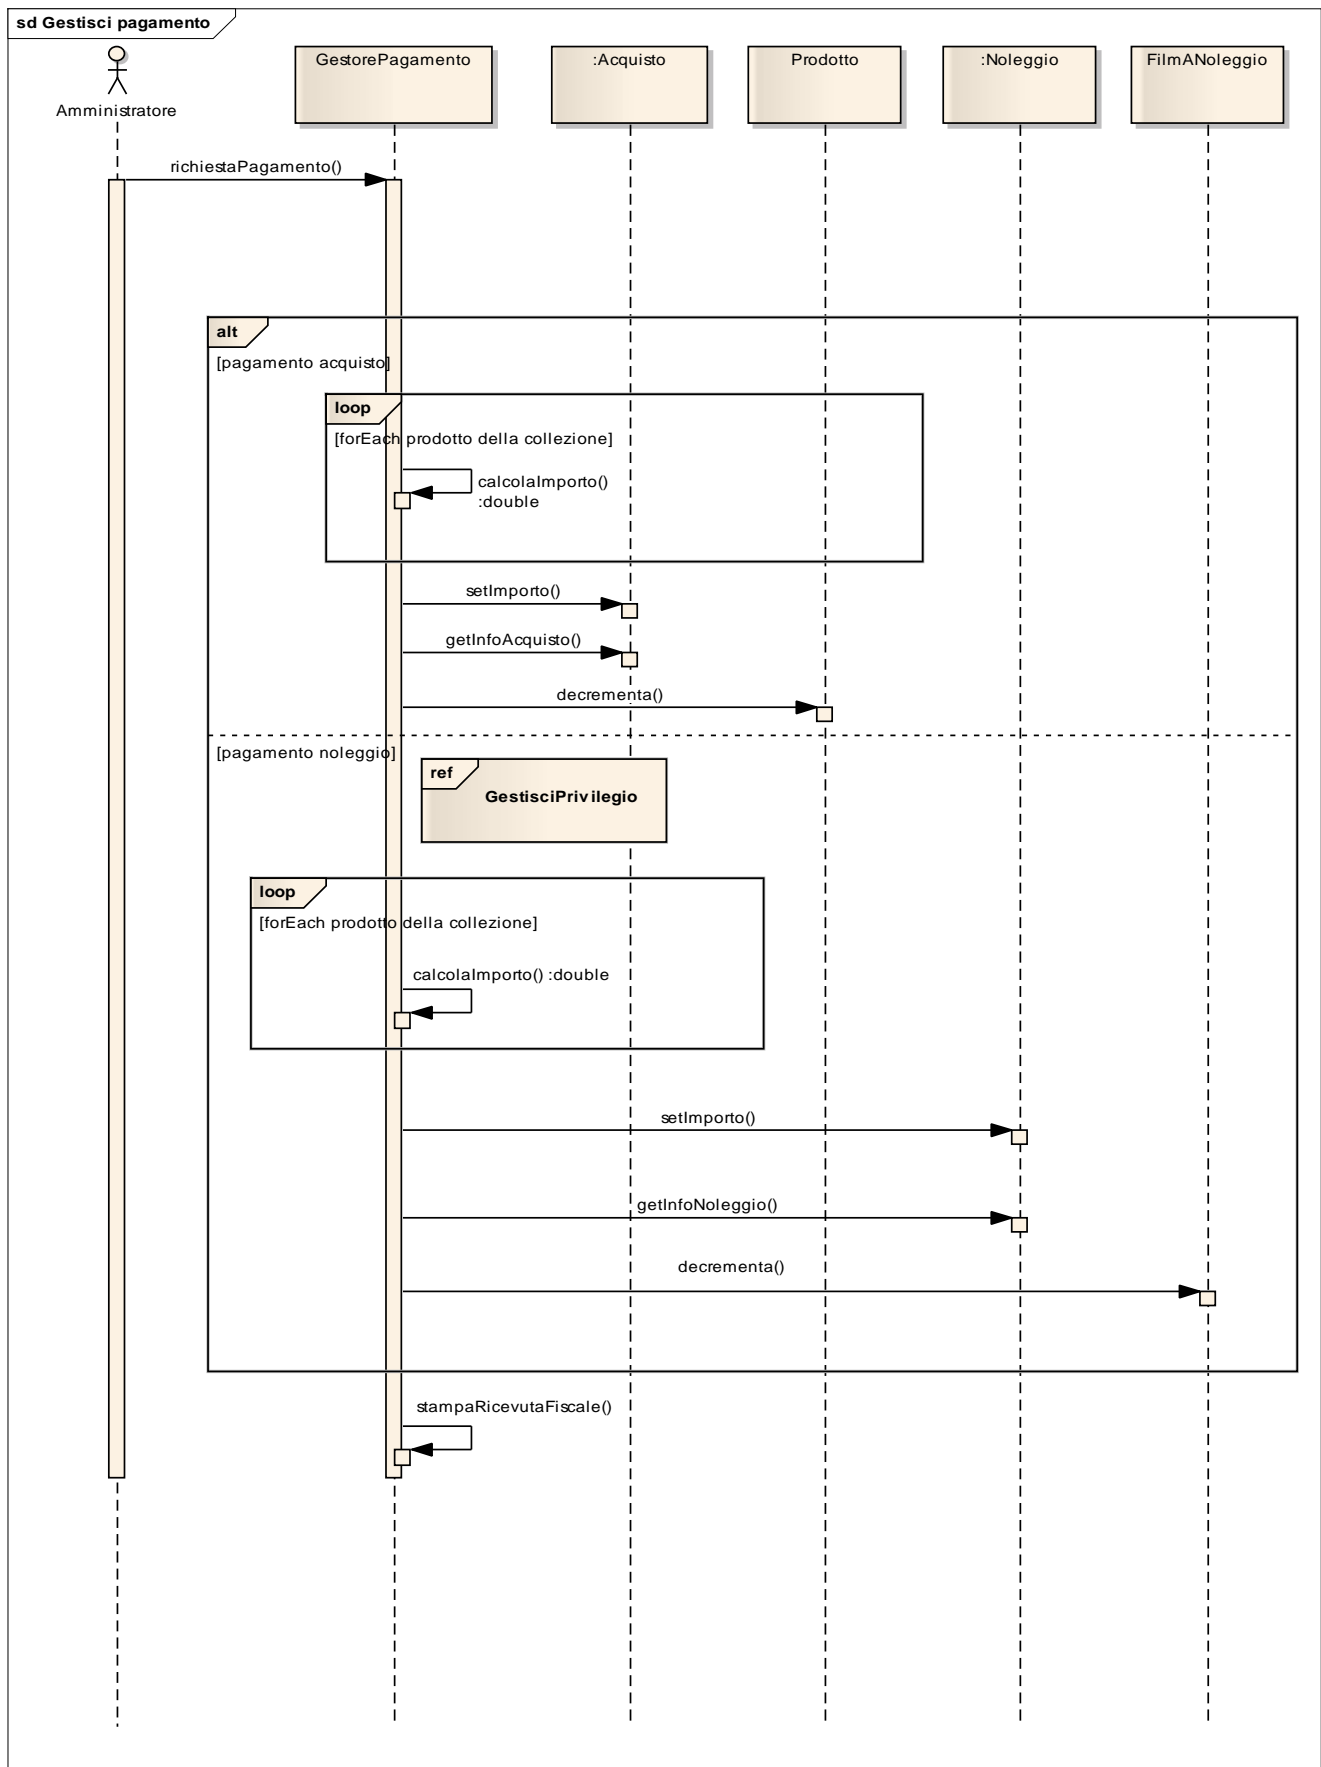 sd Gestisci pagamento
Amministratore
GestorePagamento
:Acquisto
Prodotto
:Noleggio
FilmANoleggio
richiestaPagamento()
alt
[pagamento acquisto]
loop
[forEach prodotto della collezione]
calcolaImporto()
:double
setImporto()
getInfoAcquisto()
decrementa()
[pagamento noleggio]
ref
GestisciPrivilegio
loop
[forEach prodotto della collezione]
calcolaImporto() :double
setImporto()
getInfoNoleggio()
decrementa()
stampaRicevutaFiscale()